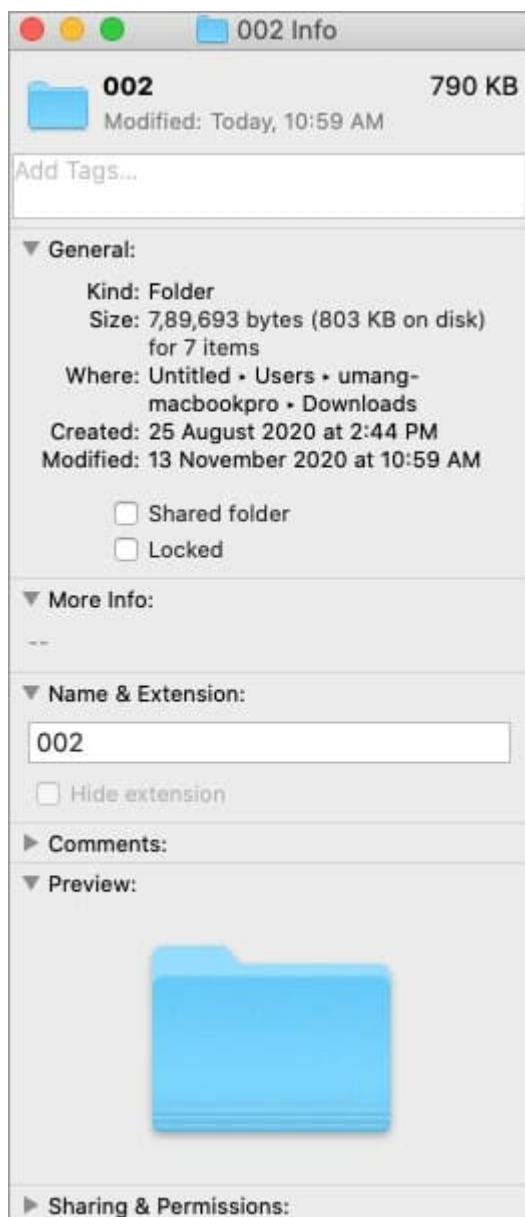 002 Info
002 790 KB
Modified: Today, 10:59 AM
Add Tags...
General:
Kind: Folder
Size: 7,89,693 bytes (803 KB on disk)
for 7 items
Where: Untitled ▸ Users ▸ umang-
macbookpro ▸ Downloads
Created: 25 August 2020 at 2:44 PM
Modified: 13 November 2020 at 10:59 AM
Shared folder
Locked
More Info:
--
Name & Extension:
002
Hide extension
Comments:
Preview:
Sharing & Permissions: